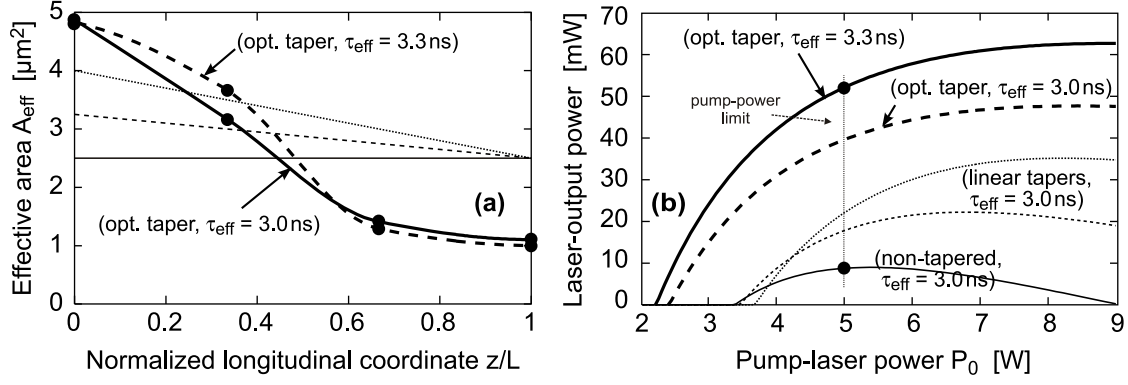 Effective area A_eff [μm²]
5
4
3
2
1
0
0
0.2
0.4
0.6
0.8
1
Normalized longitudinal coordinate z/L
(opt. taper, τ_eff = 3.3 ns)
(opt. taper, τ_eff = 3.0 ns)
(a)
Laser-output power [mW]
70
60
50
40
30
20
10
0
2
3
4
5
6
7
8
9
Pump-laser power P_0 [W]
(opt. taper, τ_eff = 3.3 ns)
(opt. taper, τ_eff = 3.0 ns)
pump-power
limit
(b)
(linear tapers,
τ_eff = 3.0 ns)
(non-tapered,
τ_eff = 3.0 ns)